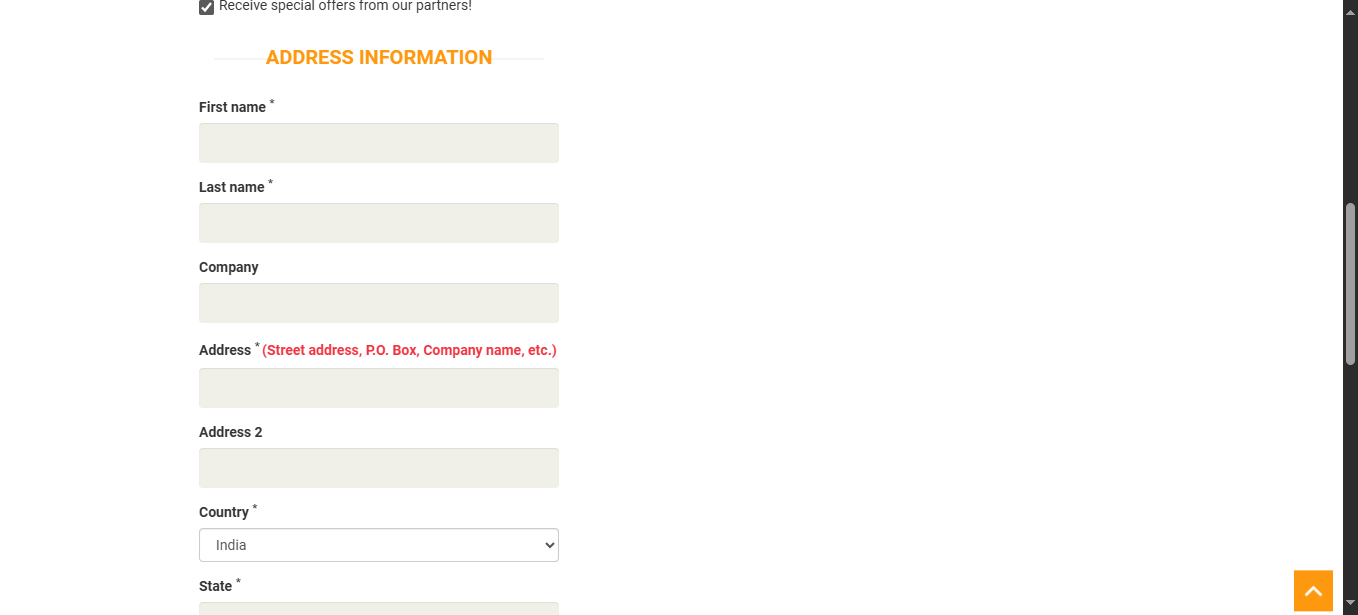 Receive special offers from our partners!
ADDRESS INFORMATION
First name *
Last name *
Company
Address * (Street address, P.O. Box, Company name, etc.)
Address 2
Country *
India
State *